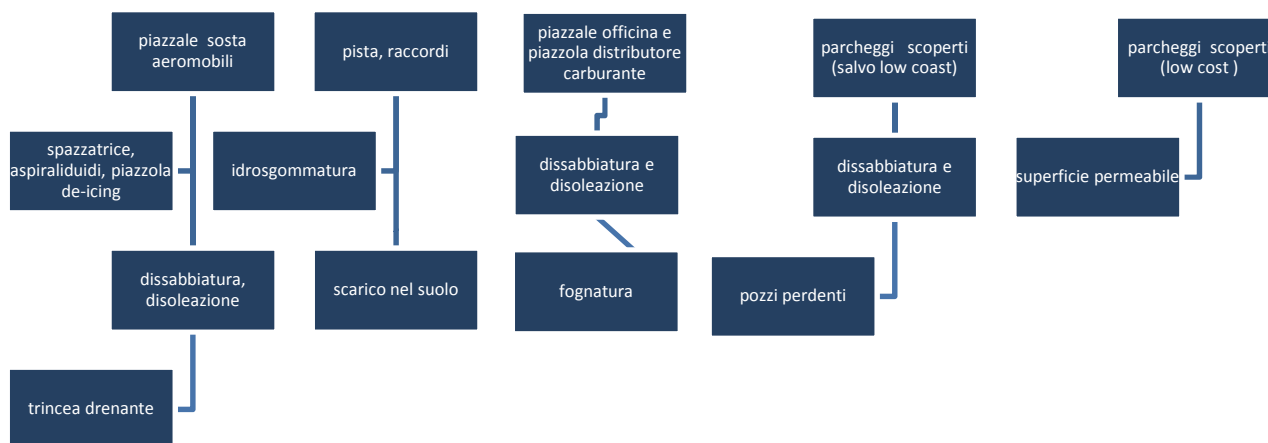 piazzale sosta
aeromobili
pista, raccordi
piazzale officina e
piazzola distributore
carburante
parcheggi scoperti
(salvo low coast)
parcheggi scoperti
(low cost )
spazzatrice,
aspiraliduidi, piazzola
de-icing
idrosgommatura
dissabbiatura e
disoleazione
dissabbiatura e
disoleazione
superficie permeabile
dissabbiatura,
disoleazione
scarico nel suolo
fognatura
pozzi perdenti
trincea drenante